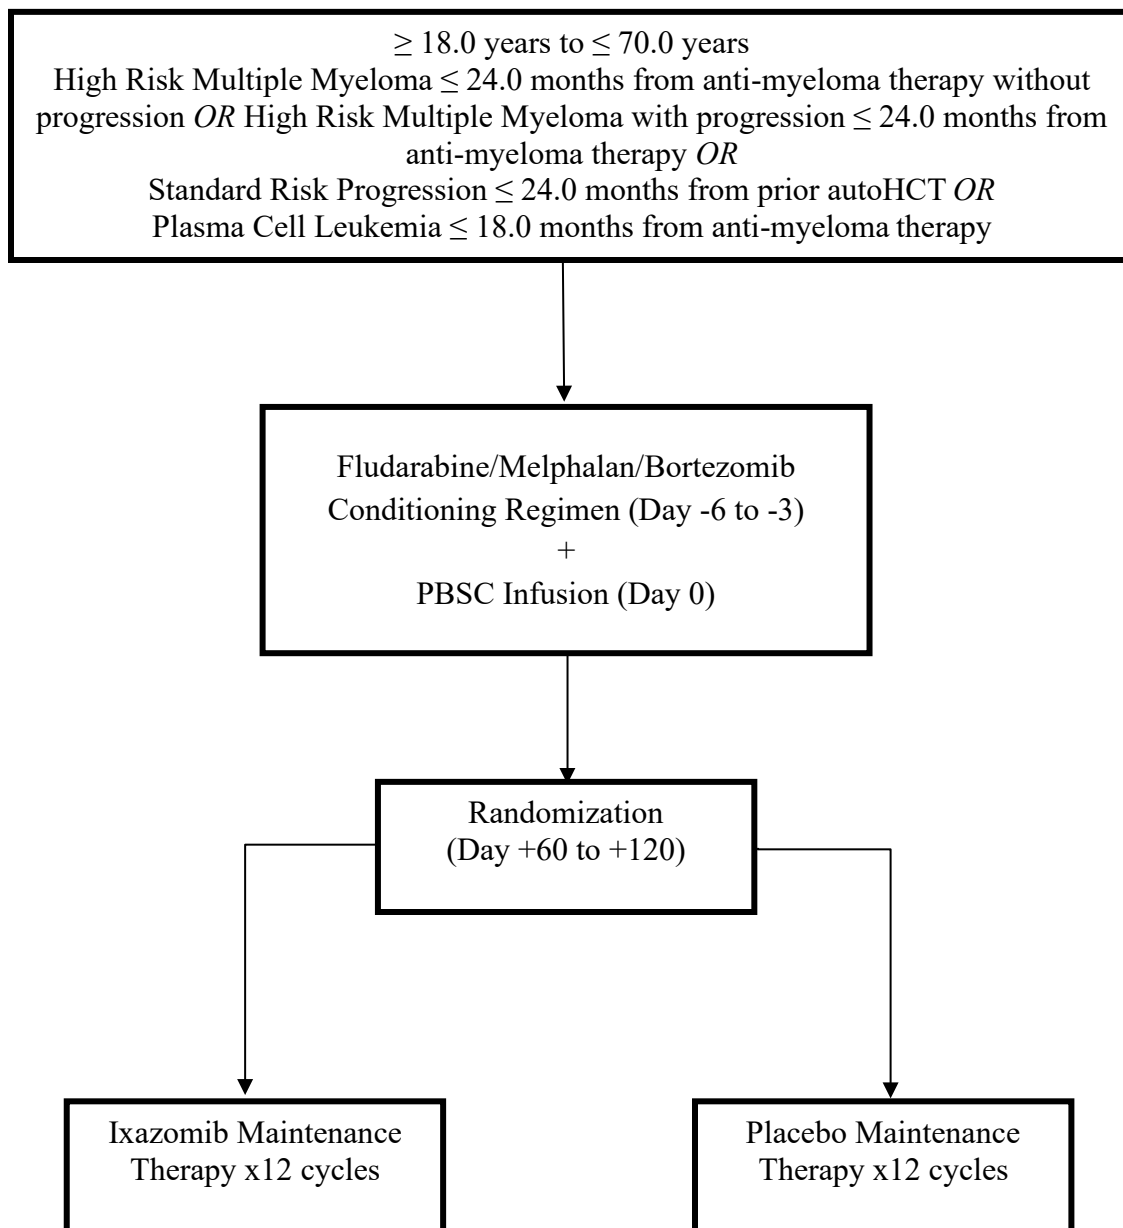 ≥ 18.0 years to ≤ 70.0 years
High Risk Multiple Myeloma ≤ 24.0 months from anti-myeloma therapy without
progression OR High Risk Multiple Myeloma with progression ≤ 24.0 months from
anti-myeloma therapy OR
Standard Risk Progression ≤ 24.0 months from prior autoHCT OR
Plasma Cell Leukemia ≤ 18.0 months from anti-myeloma therapy
Fludarabine/Melphalan/Bortezomib
Conditioning Regimen (Day -6 to -3)
+
PBSC Infusion (Day 0)
Randomization
(Day +60 to +120)
Ixazomib Maintenance
Therapy x12 cycles
Placebo Maintenance
Therapy x12 cycles